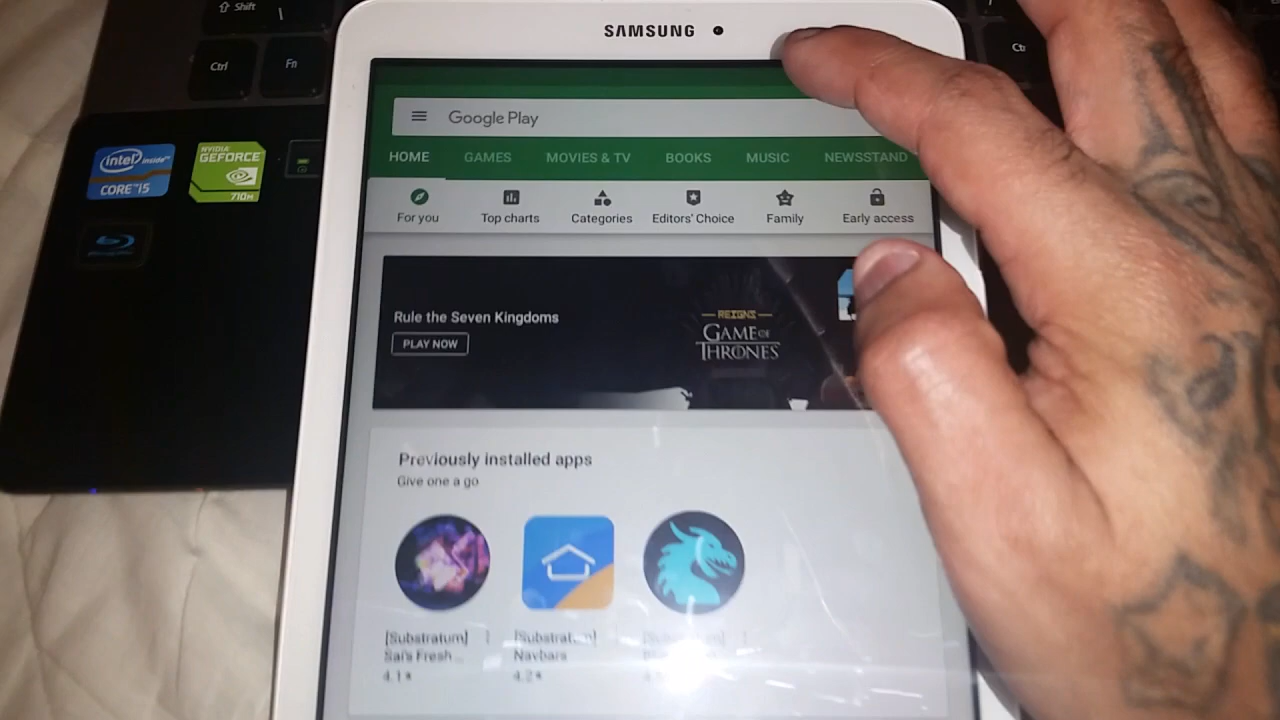 Shift
Ctrl
Fn
SAMSUNG
intel inside
CORE i5
NVIDIA
GEFORCE
710M
Google Play
HOME GAMES MOVIES & TV BOOKS MUSIC NEWSSTAND
For you Top charts Categories Editors' Choice Family Early access
Rule the Seven Kingdoms
PLAY NOW
REIGNS
GAME OF
THRONES
Previously installed apps
Give one a go
[Substratum] [Substratum]
Sai's Fresh... Navbars
4.1★ 4.2★